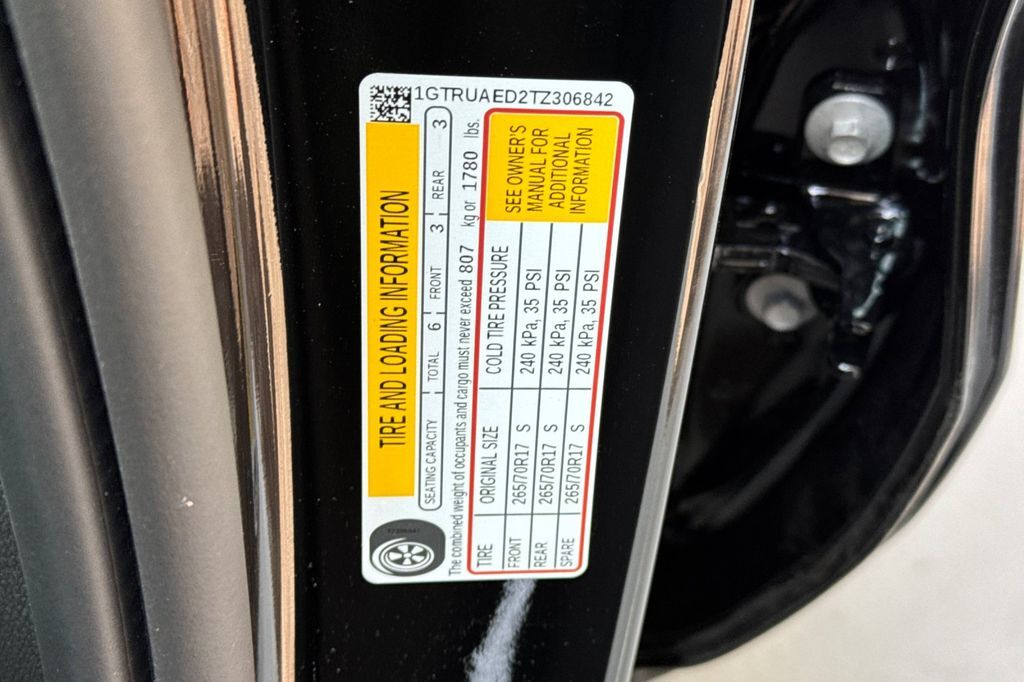 1GTRUAED2TZ306842
TIRE AND LOADING INFORMATION
SEATING CAPACITY TOTAL 6 FRONT 3 REAR 3
The combined weight of occupants and cargo must never exceed 807 kg or 1780 lbs.
TIRE ORIGINAL SIZE COLD TIRE PRESSURE
FRONT 265/70R17 S 240 kPa, 35 PSI
REAR 265/70R17 S 240 kPa, 35 PSI
SPARE 265/70R17 S 240 kPa, 35 PSI
SEE OWNER'S
MANUAL FOR
ADDITIONAL
INFORMATION